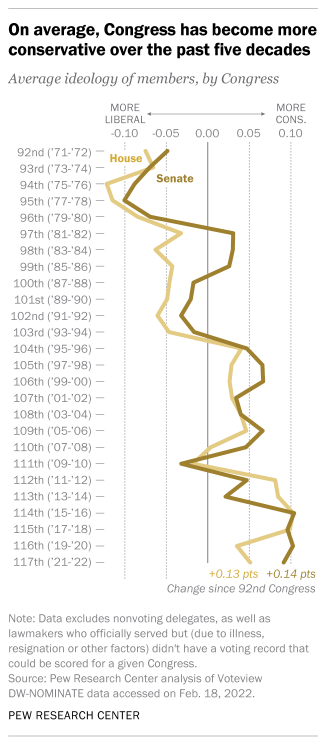 On average, Congress has become more
conservative over the past five decades
Average ideology of members, by Congress
MORE
LIBERAL
MORE
CONS.
-0.10 -0.05 0.00 0.05 0.10
92nd ('71-'72)
House
93rd ('73-'74)
Senate
94th ('75-'76)
95th ('77-'78)
96th ('79-'80)
97th ('81-'82)
98th ('83-'84)
99th ('85-'86)
100th ('87-'88)
101st ('89-'90)
102nd ('91-'92)
103rd ('93-'94)
104th ('95-'96)
105th ('97-'98)
106th ('99-'00)
107th ('01-'02)
108th ('03-'04)
109th ('05-'06)
110th ('07-'08)
111th ('09-'10)
112th ('11-'12)
113th ('13-'14)
114th ('15-'16)
115th ('17-'18)
116th ('19-'20)
117th ('21-'22)
+0.13 pts +0.14 pts
Change since 92nd Congress
Note: Data excludes nonvoting delegates, as well as
lawmakers who officially served but (due to illness,
resignation or other factors) didn't have a voting record that
could be scored for a given Congress.
Source: Pew Research Center analysis of Voteview
DW-NOMINATE data accessed on Feb. 18, 2022.
PEW RESEARCH CENTER